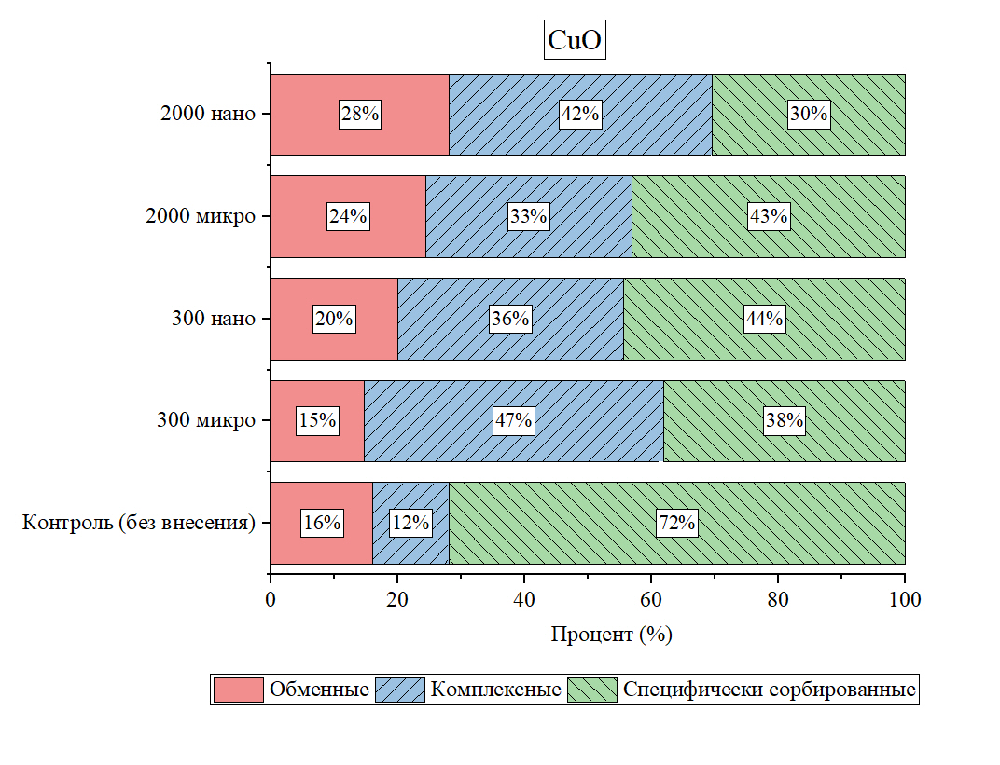 CuO
2000 нано
28%
42%
30%
2000 микро
24%
33%
43%
300 нано
20%
36%
44%
300 микро
15%
47%
38%
Контроль (без внесения)
16%
12%
72%
0 20 40 60 80 100
Процент (%)
Обменные Комплексные Специфически сорбированные